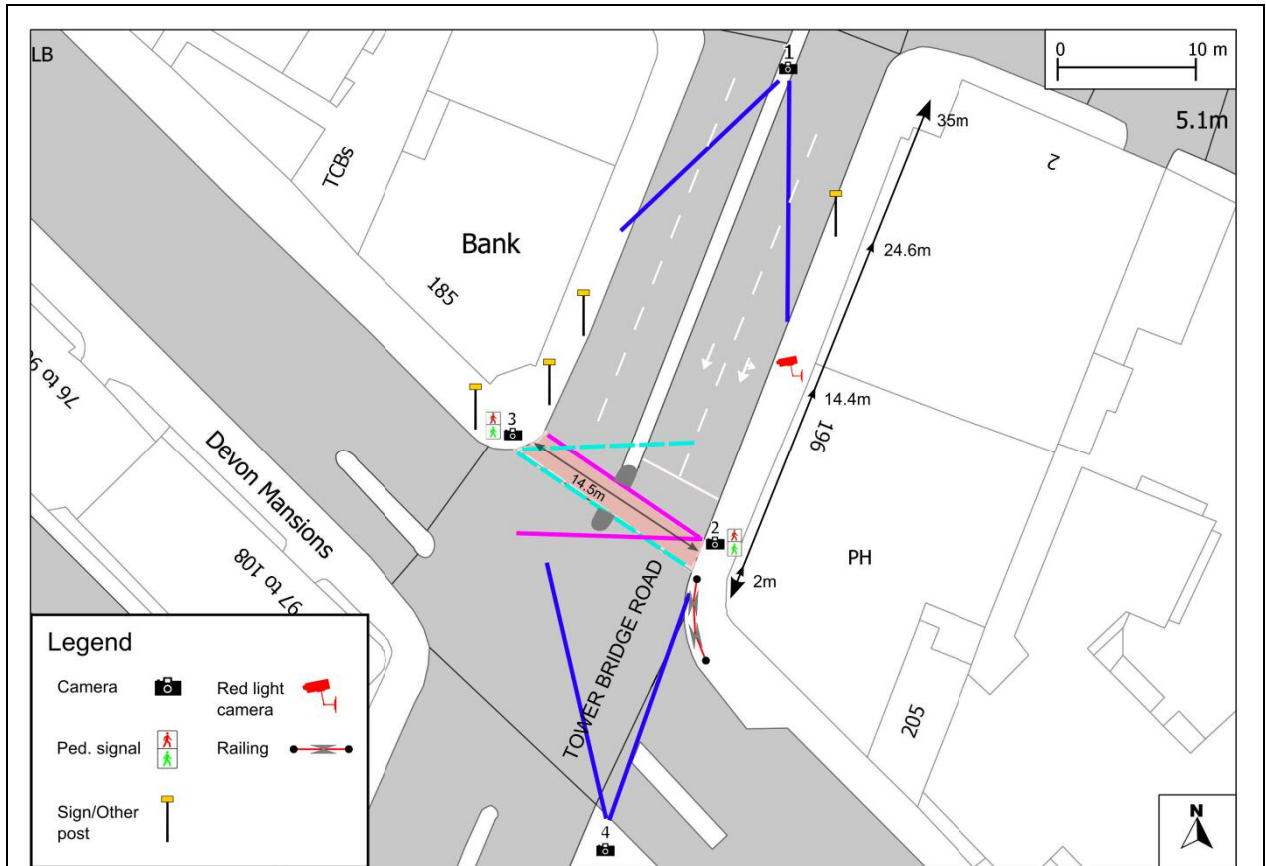 LB
1
0 10 m
5.1m
35m
2
TCBs
Bank
185
24.6m
14.4m
196
76 to
3
Devon Mansions
14.5m
2
PH
2m
97 to 108
TOWER BRIDGE ROAD
205
4
N
Legend
Camera
Red light
camera
Ped. signal
Railing
Sign/Other
post